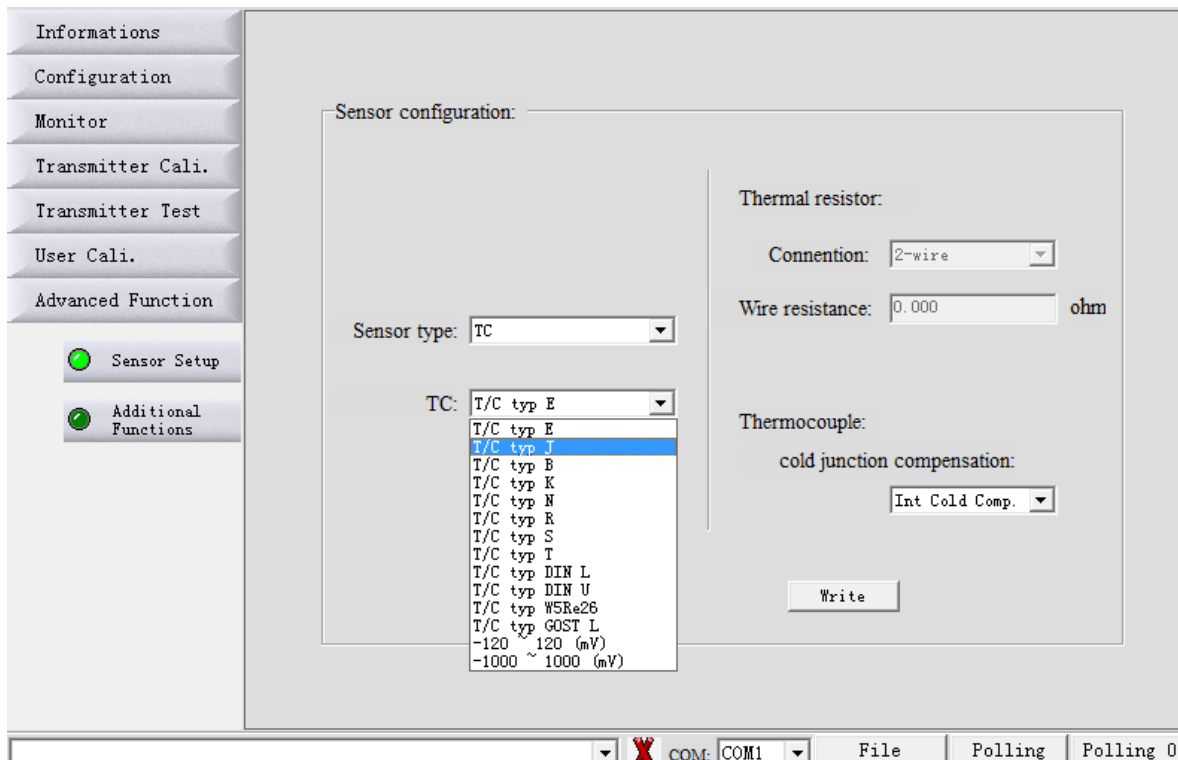 Informations
Configuration
Monitor
Transmitter Cali.
Transmitter Test
User Cali.
Advanced Function
Sensor Setup
Additional
Functions
Sensor configuration:
Sensor type: TC
TC: T/C typ E
T/C typ E
T/C typ J
T/C typ B
T/C typ K
T/C typ N
T/C typ R
T/C typ S
T/C typ T
T/C typ DIN L
T/C typ DIN U
T/C typ W5Re26
T/C typ GOST L
-120 ~ 120 (mV)
-1000 ~ 1000 (mV)
Thermal resistor:
Connention: 2-wire
Wire resistance: 0.000 ohm
Thermocouple:
cold junction compensation:
Int Cold Comp.
Write
COM: COM1 File Polling Polling 0